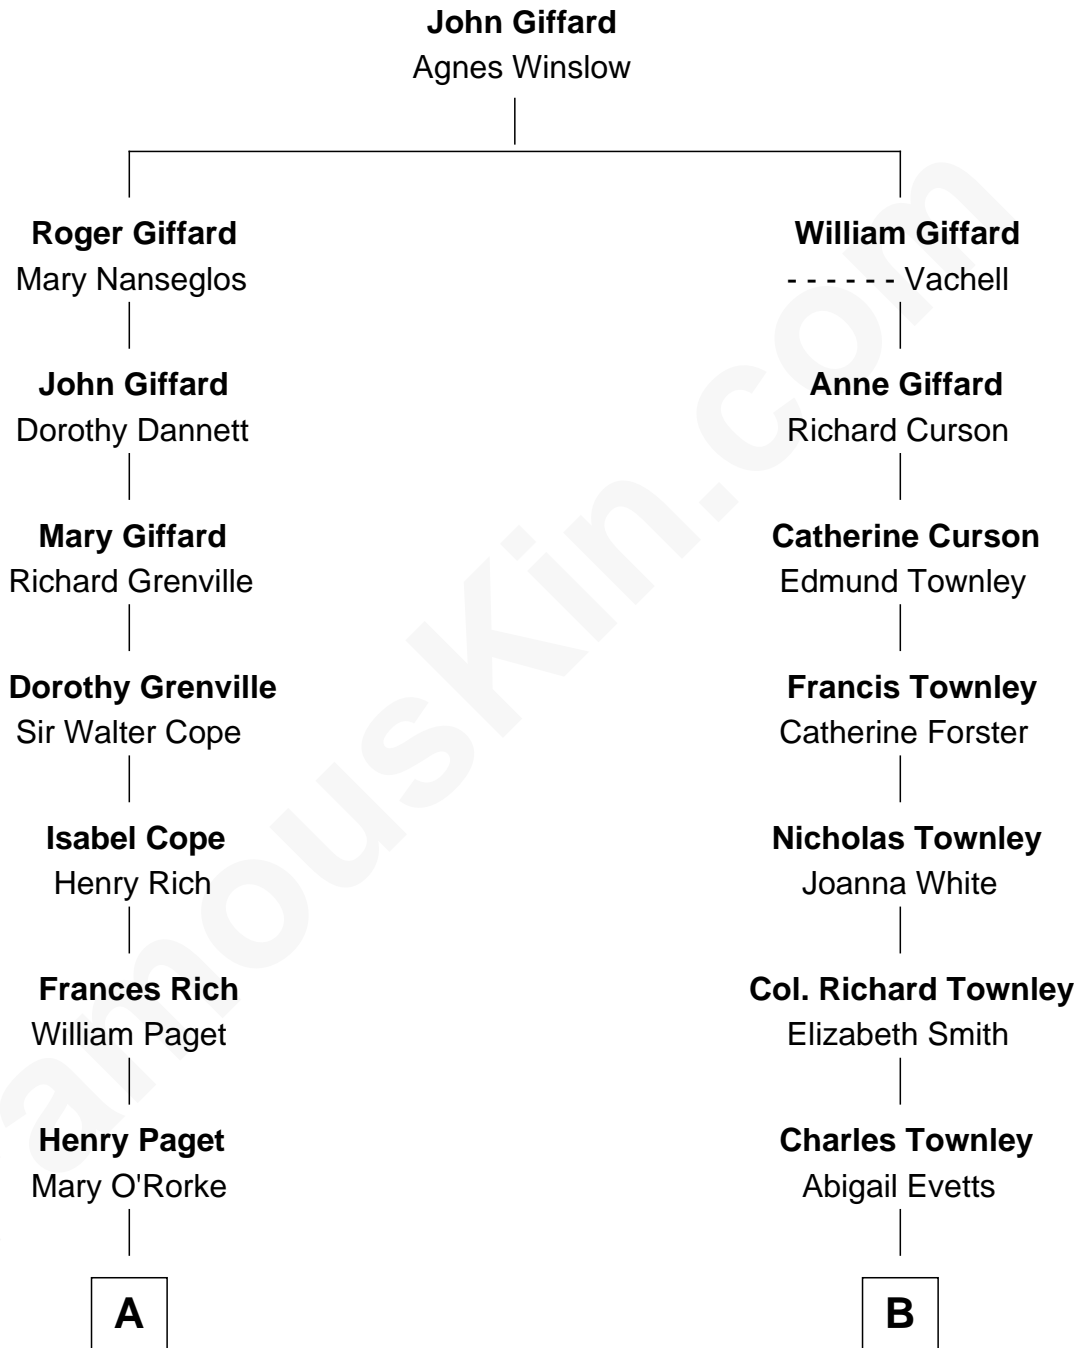 John Giffard
Agnes Winslow
Roger Giffard
Mary Nanseglos
William Giffard
- - - - - - Vachell
John Giffard
Dorothy Dannett
Anne Giffard
Richard Curson
Mary Giffard
Richard Grenville
Catherine Curson
Edmund Townley
Dorothy Grenville
Sir Walter Cope
Francis Townley
Catherine Forster
Isabel Cope
Henry Rich
Nicholas Townley
Joanna White
Frances Rich
William Paget
Col. Richard Townley
Elizabeth Smith
Henry Paget
Mary O'Rorke
Charles Townley
Abigail Evetts
A
B
amouskin.com